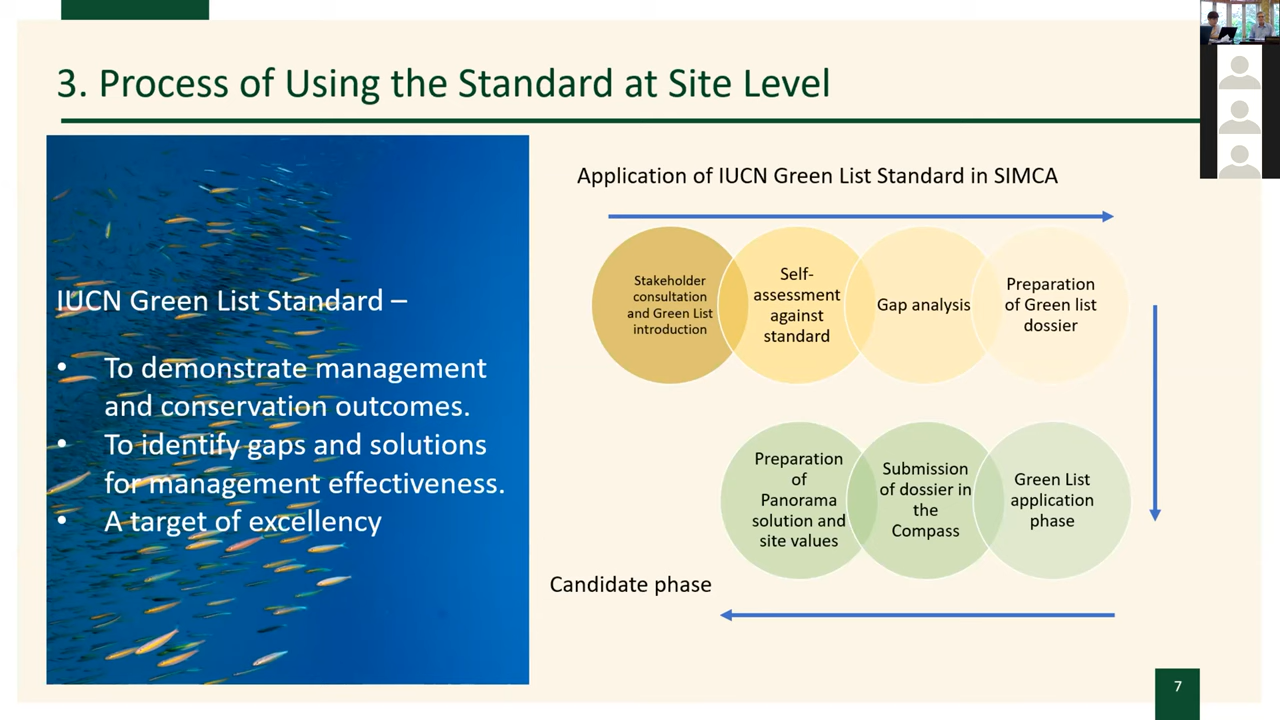 3. Process of Using the Standard at Site Level
IUCN Green List Standard –
• To demonstrate management
and conservation outcomes.
• To identify gaps and solutions
for management effectiveness.
• A target of excellency
Application of IUCN Green List Standard in SIMCA
Stakeholder
consultation
and Green List
introduction
Self-
assessment
against
standard
Gap analysis
Preparation
of Green list
dossier
Green List
application
phase
Submission
of dossier in
the
Compass
Preparation
of
Panorama
solution and
site values
Candidate phase
7